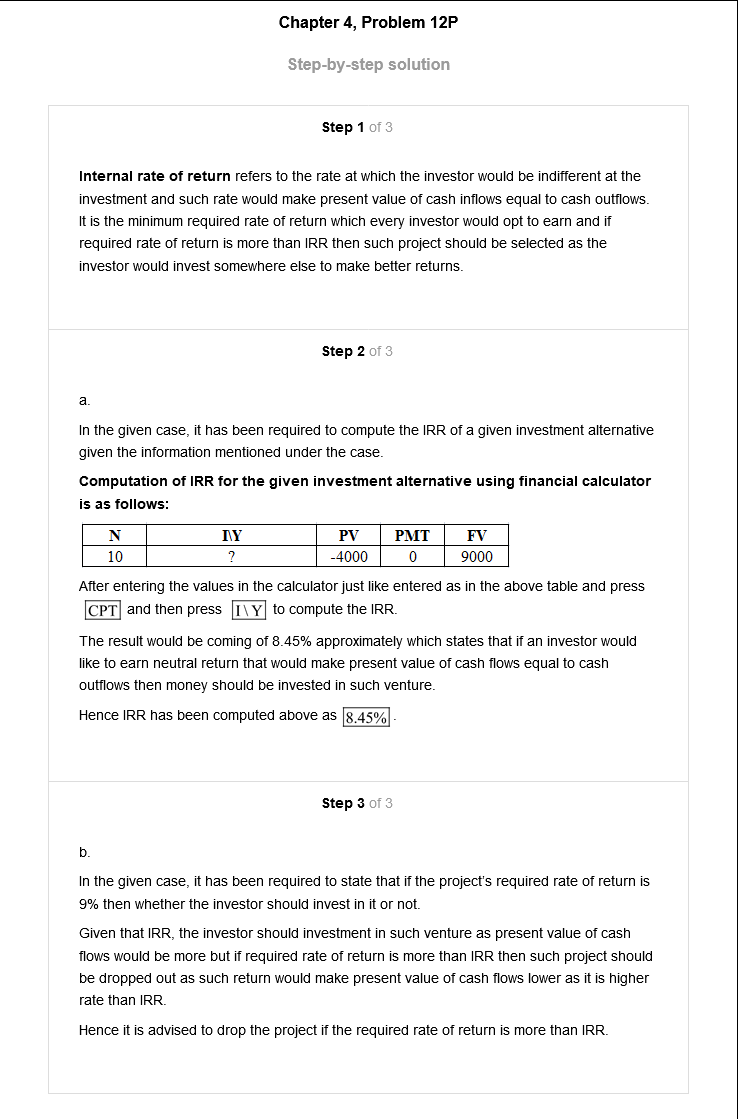 Chapter 4, Problem 12P
Step-by-step solution
Step 1 of 3
Internal rate of return refers to the rate at which the investor would be indifferent at the
investment and such rate would make present value of cash inflows equal to cash outflows.
It is the minimum required rate of return which every investor would opt to earn and if
required rate of return is more than IRR then such project should be selected as the
investor would invest somewhere else to make better returns.
Step 2 of 3
a.
In the given case, it has been required to compute the IRR of a given investment alternative
given the information mentioned under the case.
Computation of IRR for the given investment alternative using financial calculator
is as follows:
N I\Y PV PMT FV
10 ? -4000 0 9000
After entering the values in the calculator just like entered as in the above table and press
CPT and then press I\Y to compute the IRR.
The result would be coming of 8.45% approximately which states that if an investor would
like to earn neutral return that would make present value of cash flows equal to cash
outflows then money should be invested in such venture.
Hence IRR has been computed above as 8.45%.
Step 3 of 3
b.
In the given case, it has been required to state that if the project's required rate of return is
9% then whether the investor should invest in it or not.
Given that IRR, the investor should investment in such venture as present value of cash
flows would be more but if required rate of return is more than IRR then such project should
be dropped out as such return would make present value of cash flows lower as it is higher
rate than IRR.
Hence it is advised to drop the project if the required rate of return is more than IRR.